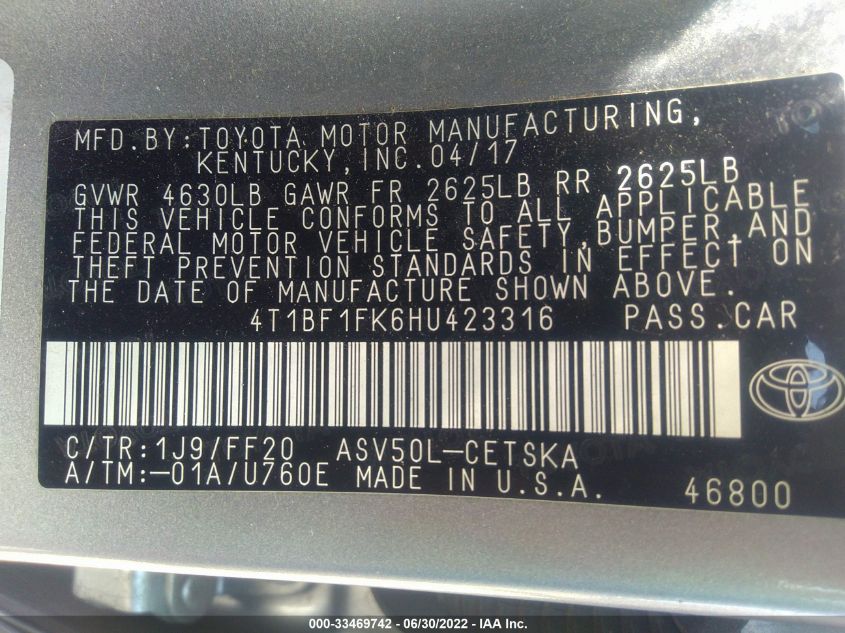 MFD.BY:TOYOTA MOTOR MANUFACTURING,
KENTUCKY,INC.04/17
GVWR 4630LB GAWR FR 2625LB RR 2625LB
THIS VEHICLE CONFORMS TO ALL APPLICABLE
FEDERAL MOTOR VEHICLE SAFETY,BUMPER,AND
THEFT PREVENTION STANDARDS IN EFFECT ON
THE DATE OF MANUFACTURE SHOWN ABOVE.
4T1BF1FK6HU423316 PASS.CAR
C/TR:1J9/FF20 ASV50L-CETSKA
A/TM:-01A/U760E MADE IN U.S.A. 46800
000-33469742 - 06/30/2022 - IAA Inc.